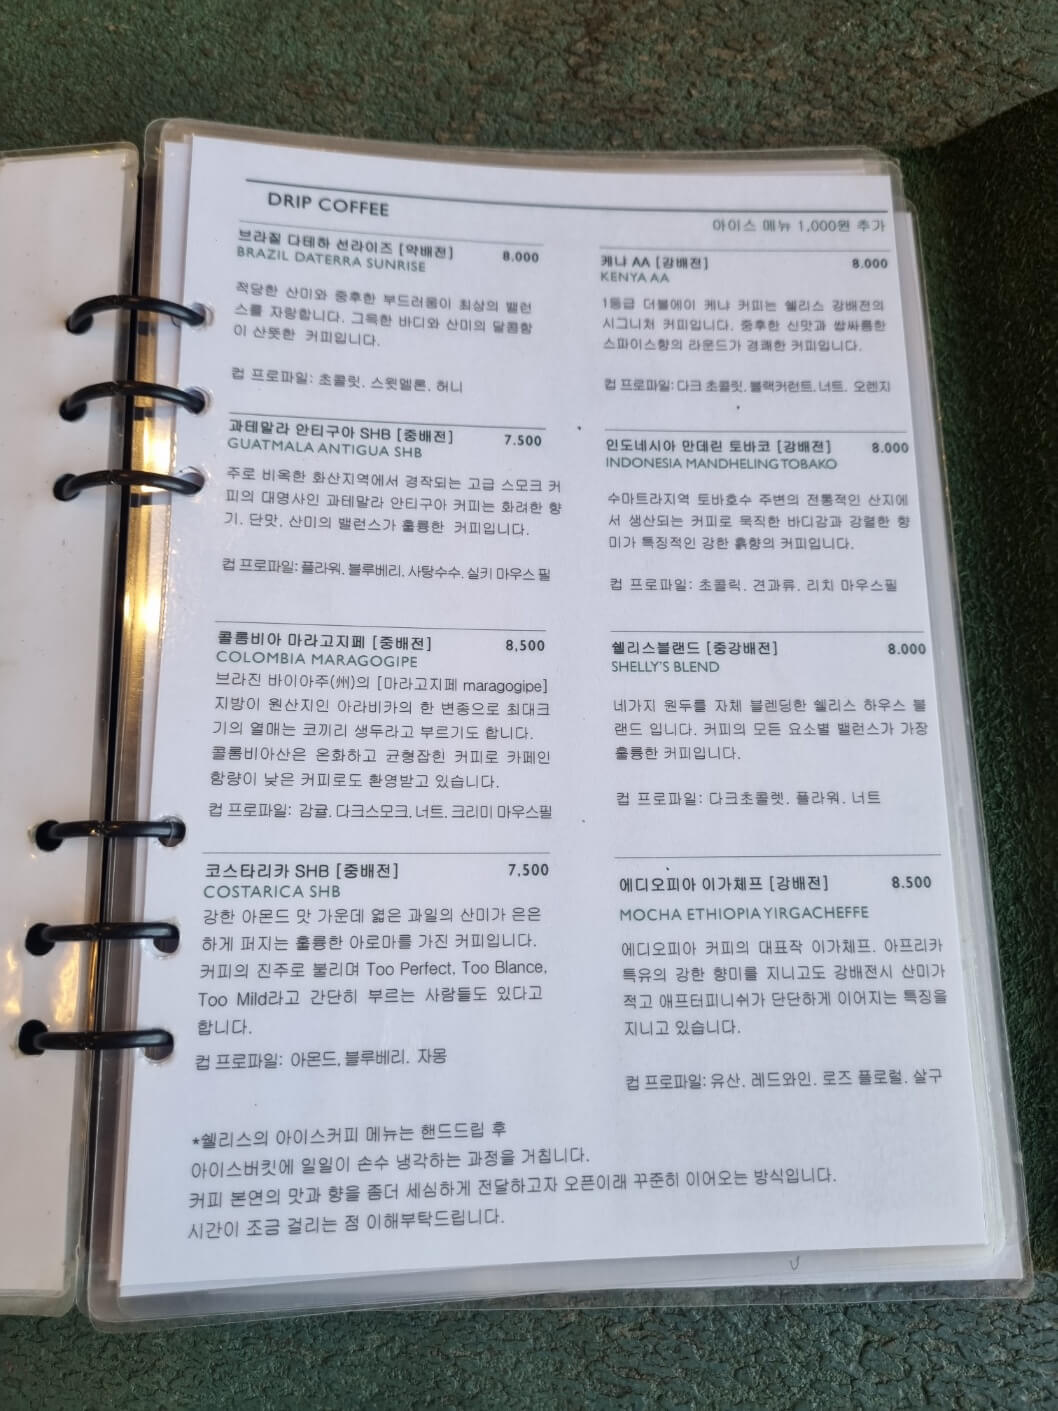 DRIP COFFEE
아이스 메뉴 1,000원 추가
브라질 다테하 선라이즈 [약배전] 8.000
BRAZIL DATERRA SUNRISE
적당한 산미와 중후한 부드러움이 최상의 밸런
스를 자랑합니다. 그윽한 바디와 산미의 달콤함
이 산뜻한 커피입니다.
컵 프로파일: 초콜릿. 스윗멜론. 허니
과테말라 안티구아 SHB [중배전] 7.500
GUATMALA ANTIGUA SHB
주로 비옥한 화산지역에서 경작되는 고급 스모크 커
피의 대명사인 과테말라 안티구아 커피는 화려한 향
기. 단맛. 산미의 밸런스가 훌륭한 커피입니다.
컵 프로파일: 플라워. 블루베리. 사탕수수. 실키 마우스 필
콜롬비아 마라고지페 [중배전] 8,500
COLOMBIA MARAGOGIPE
브라진 바이아주(州)의 [마라고지페 maragogipe]
지방이 원산지인 아라비카의 한 변종으로 최대크
기의 열매는 코끼리 생두라고 부르기도 합니다.
콜롬비아산은 온화하고 균형잡힌 커피로 카페인
함량이 낮은 커피로도 환영받고 있습니다.
컵 프로파일: 감귤. 다크스모크. 너트. 크리미 마우스필
코스타리카 SHB [중배전] 7,500
COSTARICA SHB
강한 아몬드 맛 가운데 엷은 과일의 산미가 은은
하게 퍼지는 훌륭한 아로마를 가진 커피입니다.
커피의 진주로 불리며 Too Perfect, Too Blance,
Too Mild라고 간단히 부르는 사람들도 있다고
합니다.
컵 프로파일: 아몬드, 블루베리. 자몽
케냐 AA [강배전] 8.000
KENYA AA
1등급 더블에이 케냐 커피는 쉘리스 강배전의
시그니처 커피입니다. 중후한 신맛과 쌉싸름한
스파이스향의 라운드가 경쾌한 커피입니다.
컵 프로파일: 다크 초콜릿. 블랙커런트. 너트. 오렌지
인도네시아 만데린 토바코 [강배전] 8.000
INDONESIA MANDHELING TOBAKO
수마트라지역 토바호수 주변의 전통적인 산지에
서 생산되는 커피로 묵직한 바디감과 강렬한 향
미가 특징적인 강한 흙향의 커피입니다.
컵 프로파일: 초콜릭. 견과류. 리치 마우스필
쉘리스블랜드 [중강배전] 8.000
SHELLY'S BLEND
네가지 원두를 자체 블렌딩한 쉘리스 하우스 블
랜드 입니다. 커피의 모든 요소별 밸런스가 가장
훌륭한 커피입니다.
컵 프로파일: 다크초콜렛. 플라워. 너트
에디오피아 이가체프 [강배전] 8.500
MOCHA ETHIOPIA YIRGACHEFFE
에디오피아 커피의 대표작 이가체프. 아프리카
특유의 강한 향미를 지니고도 강배전시 산미가
적고 애프터피니쉬가 단단하게 이어지는 특징을
지니고 있습니다.
컵 프로파일: 유산. 레드와인. 로즈 플로럴. 살구
*쉘리스의 아이스커피 메뉴는 핸드드립 후
아이스버킷에 일일이 손수 냉각하는 과정을 거칩니다.
커피 본연의 맛과 향을 좀더 세심하게 전달하고자 오픈이래 꾸준히 이어오는 방식입니다.
시간이 조금 걸리는 점 이해부탁드립니다.